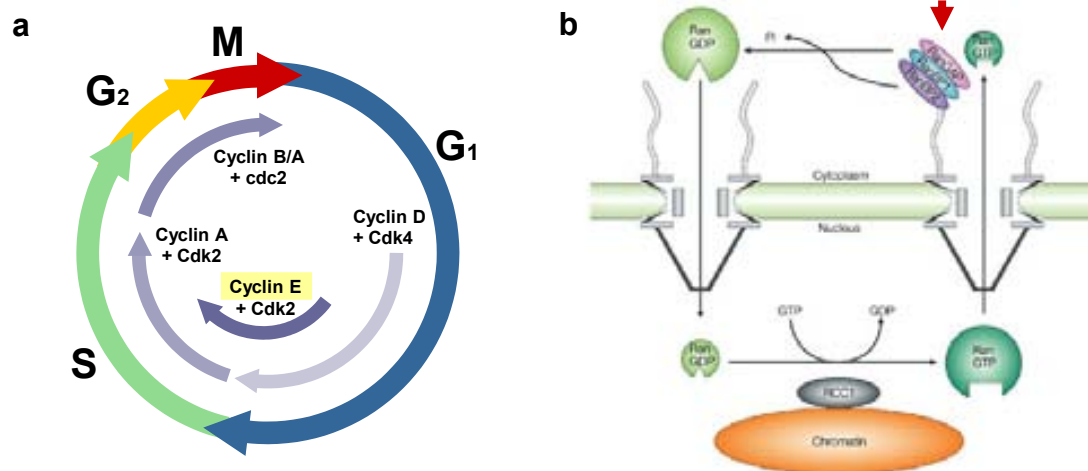 a
M
G2
G1
S
Cyclin B/A
+ cdc2
Cyclin D
+ Cdk4
Cyclin A
+ Cdk2
Cyclin E
+ Cdk2
b
Ran
GDP
Pi
Ran
GTP
Cytoplasm
Nucleus
GTP
GDP
Ran
GDP
Ran
GTP
RCC1
Chromatin